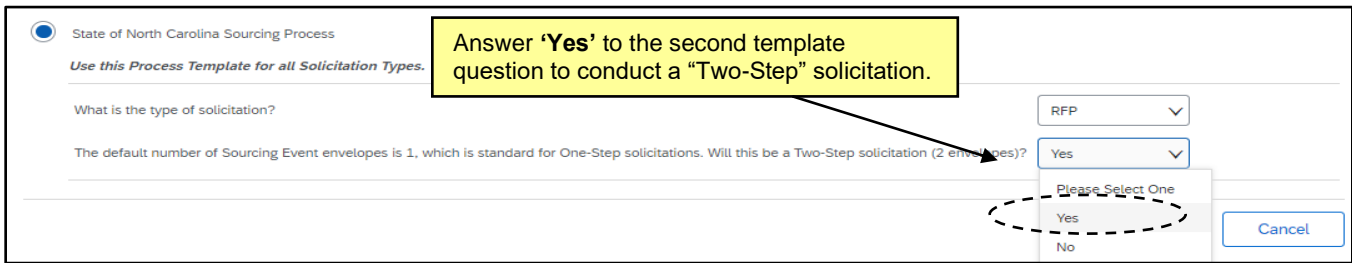 State of North Carolina Sourcing Process
Use this Process Template for all Solicitation Types.
Answer ‘Yes’ to the second template
question to conduct a “Two-Step” solicitation.
What is the type of solicitation?
RFP
The default number of Sourcing Event envelopes is 1, which is standard for One-Step solicitations. Will this be a Two-Step solicitation (2 envelopes)?
Yes
Please Select One
Yes
No
Cancel